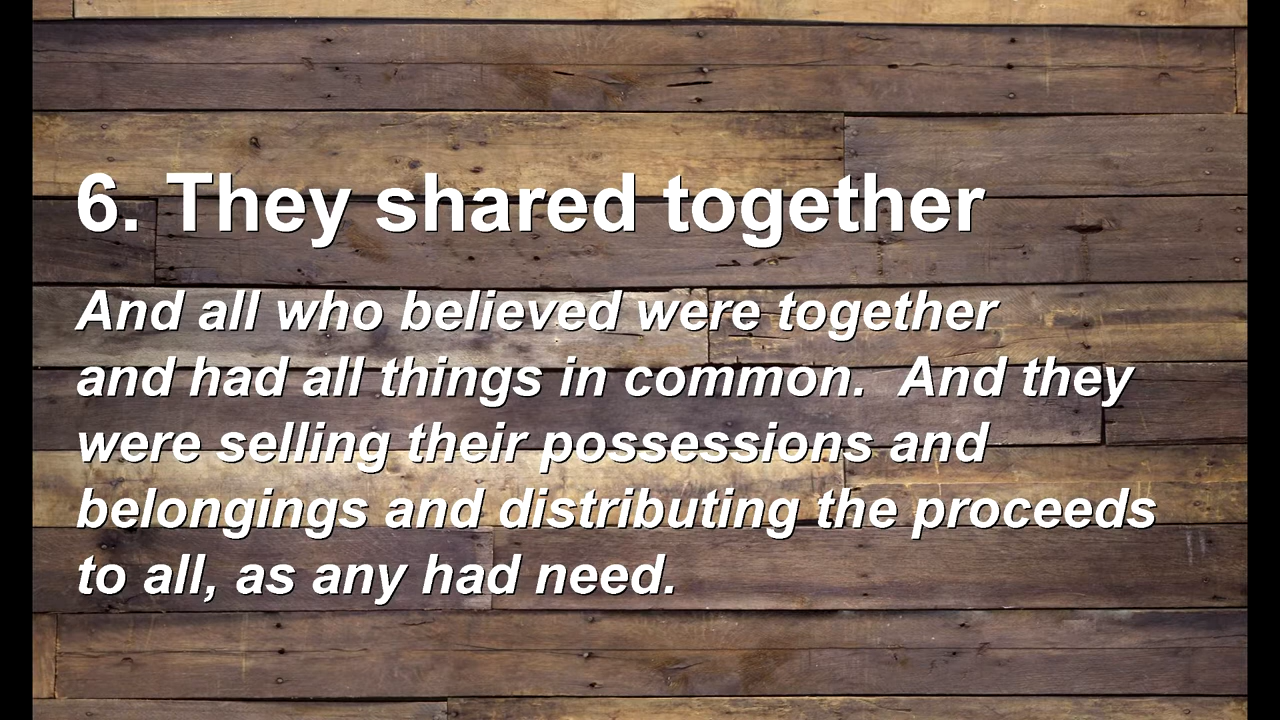 6. They shared together
And all who believed were together
and had all things in common.  And they
were selling their possessions and
belongings and distributing the proceeds
to all, as any had need.